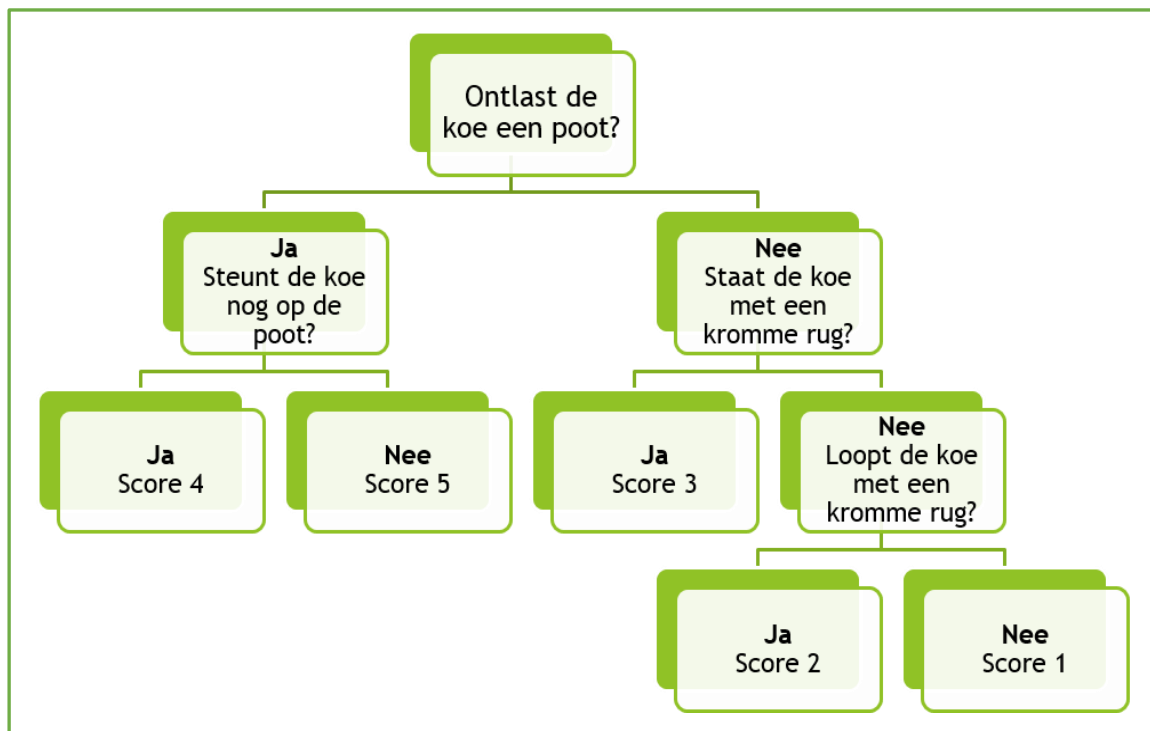 Ontlast de
koe een poot?
Ja
Steunt de koe
nog op de
poot?
Nee
Staat de koe
met een
kromme rug?
Ja
Score 4
Nee
Score 5
Ja
Score 3
Nee
Loopt de koe
met een
kromme rug?
Ja
Score 2
Nee
Score 1